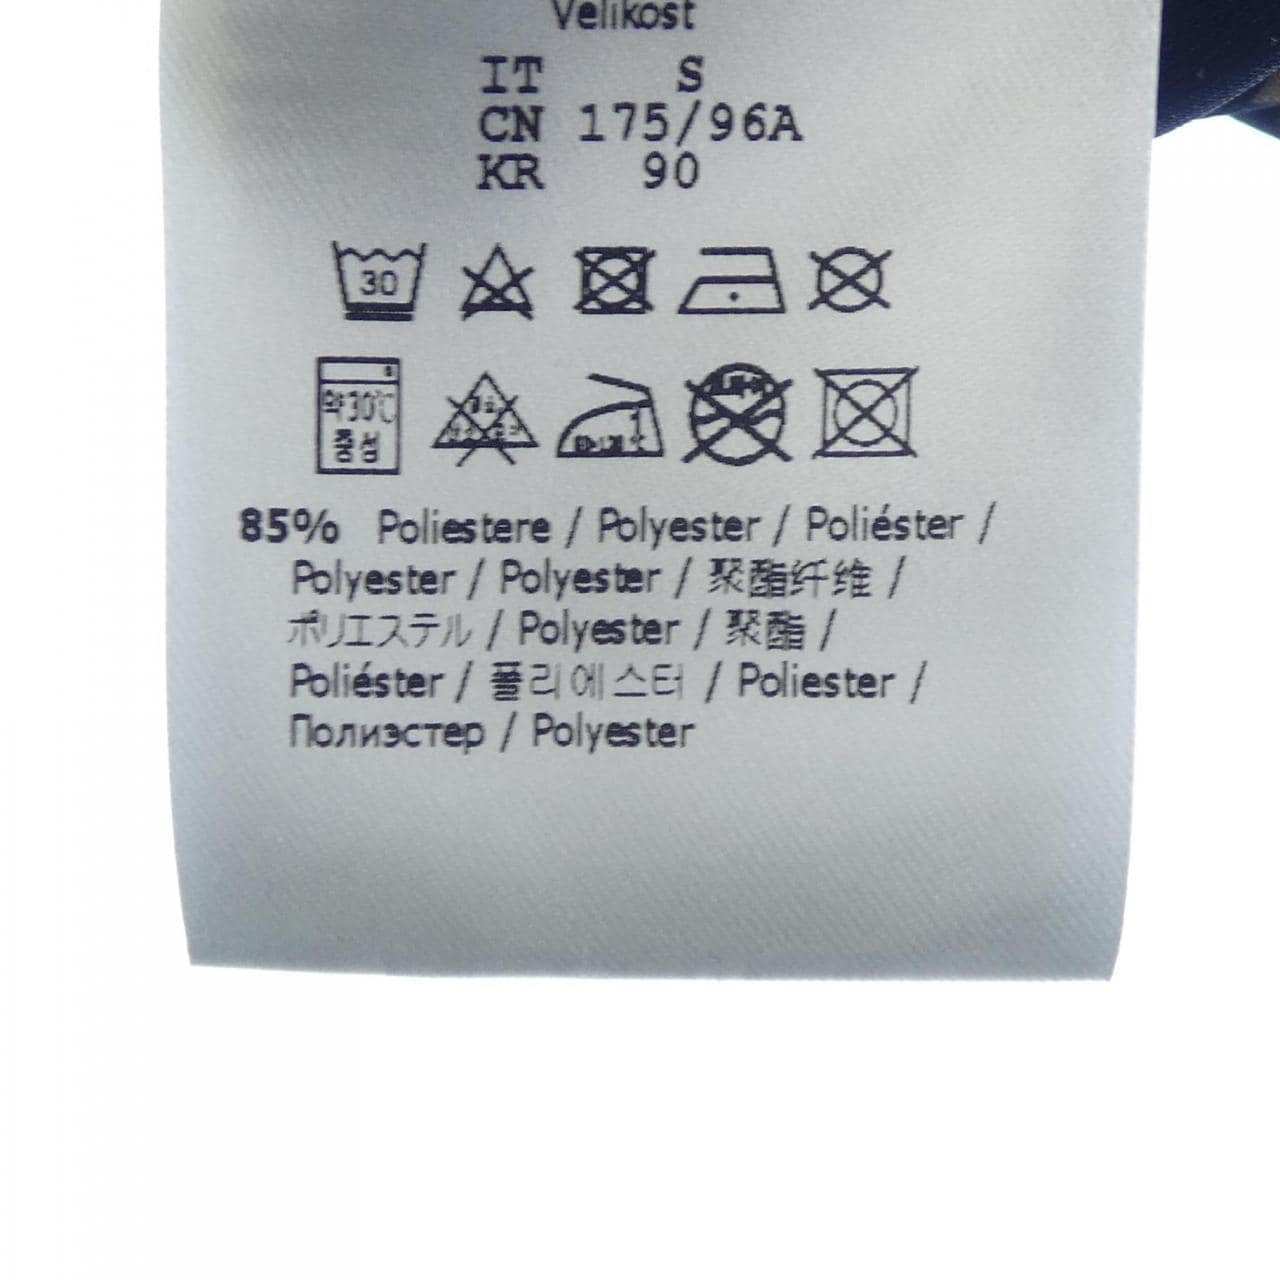 Velikost
IT S
CN 175/96A
KR 90
30
약30℃
중성
85% Poliestere / Polyester / Poliéster /
Polyester / Polyester / 聚酯纤维 /
ポリエステル / Polyester / 聚酯 /
Poliéster / 폴리에스터 / Poliester /
Полиэстер / Polyester